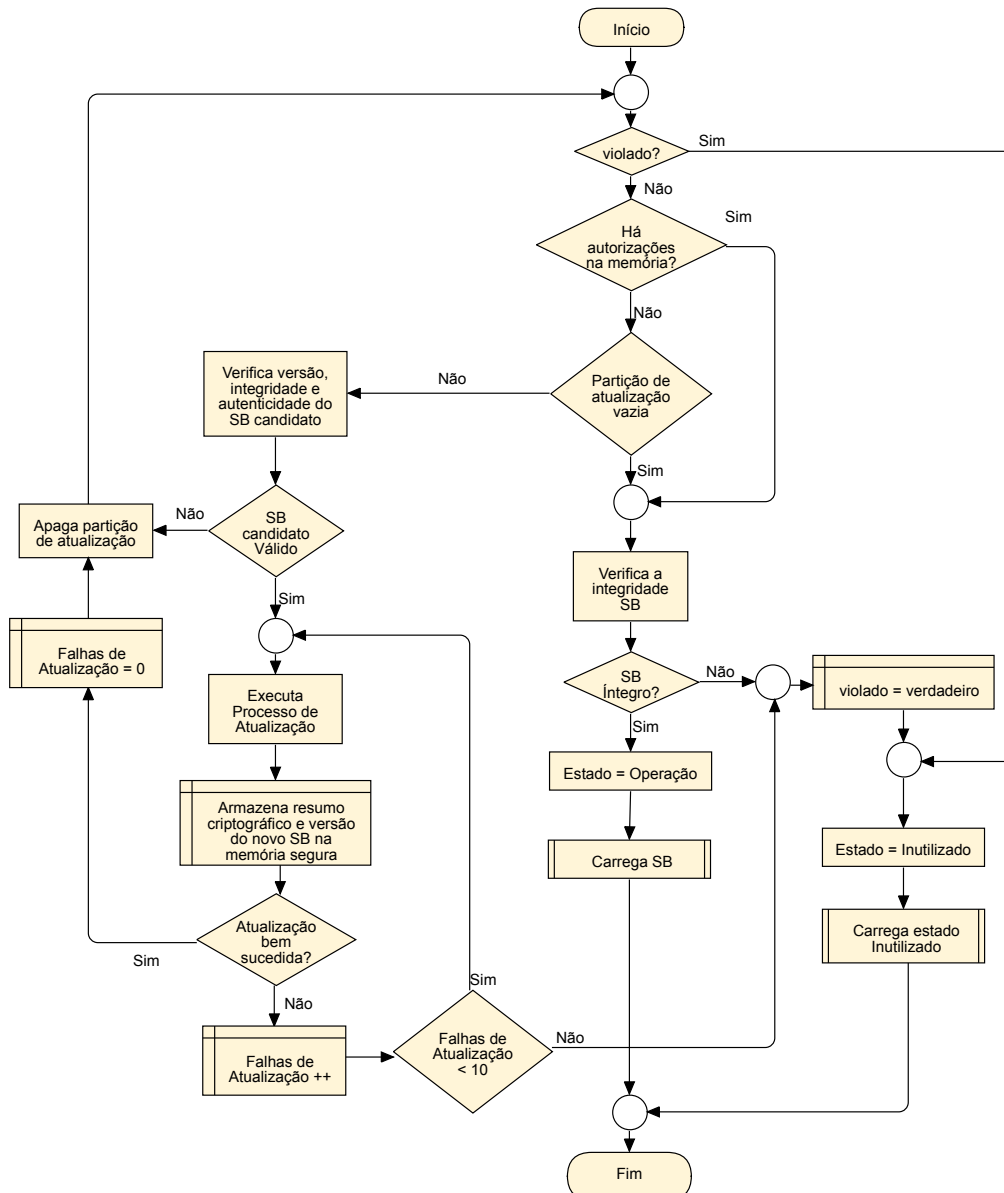 Início
violado?
Sim
Não
Sim
Há
autorizações
na memória?
Não
Partição de
atualização
vazia
Não
Sim
Verifica versão,
integridade e
autenticidade do
SB candidato
SB
candidato
Válido
Não
Sim
Apaga partição
de atualização
Falhas de
Atualização = 0
Executa
Processo de
Atualização
Armazena resumo
criptográfico e versão
do novo SB na
memória segura
Atualização
bem
sucedida?
Sim
Não
Falhas de
Atualização ++
Sim
Falhas de
Atualização
< 10
Não
Verifica a
integridade
SB
SB
Íntegro?
Não
Sim
Estado = Operação
Carrega SB
violado = verdadeiro
Estado = Inutilizado
Carrega estado
Inutilizado
Fim